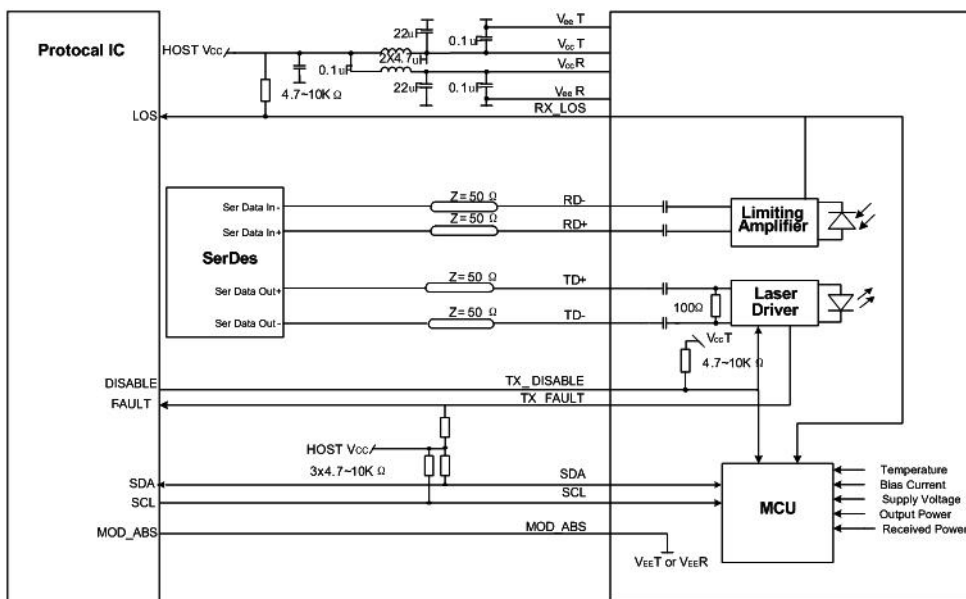 Protocal IC
HOST Vcc
22uF
0.1uF
Vee T
Vcc T
0.1uF
2X4.7uH
Vcc R
4.7~10K Ω
22uF
0.1uF
Vee R
LOS
RX_LOS
Z=50 Ω
RD-
Ser Data In-
Limiting
Amplifier
Z=50 Ω
RD+
Ser Data In+
SerDes
Z=50 Ω
TD+
Ser Data Out+
Laser
Driver
100Ω
Z=50 Ω
TD-
Ser Data Out-
VccT
4.7~10K Ω
DISABLE
TX_DISABLE
FAULT
TX_FAULT
HOST Vcc
3x4.7~10K Ω
SDA
SDA
SCL
SCL
MCU
Temperature
Bias Current
Supply Voltage
Output Power
Received Power
MOD_ABS
MOD_ABS
VEET or VEER